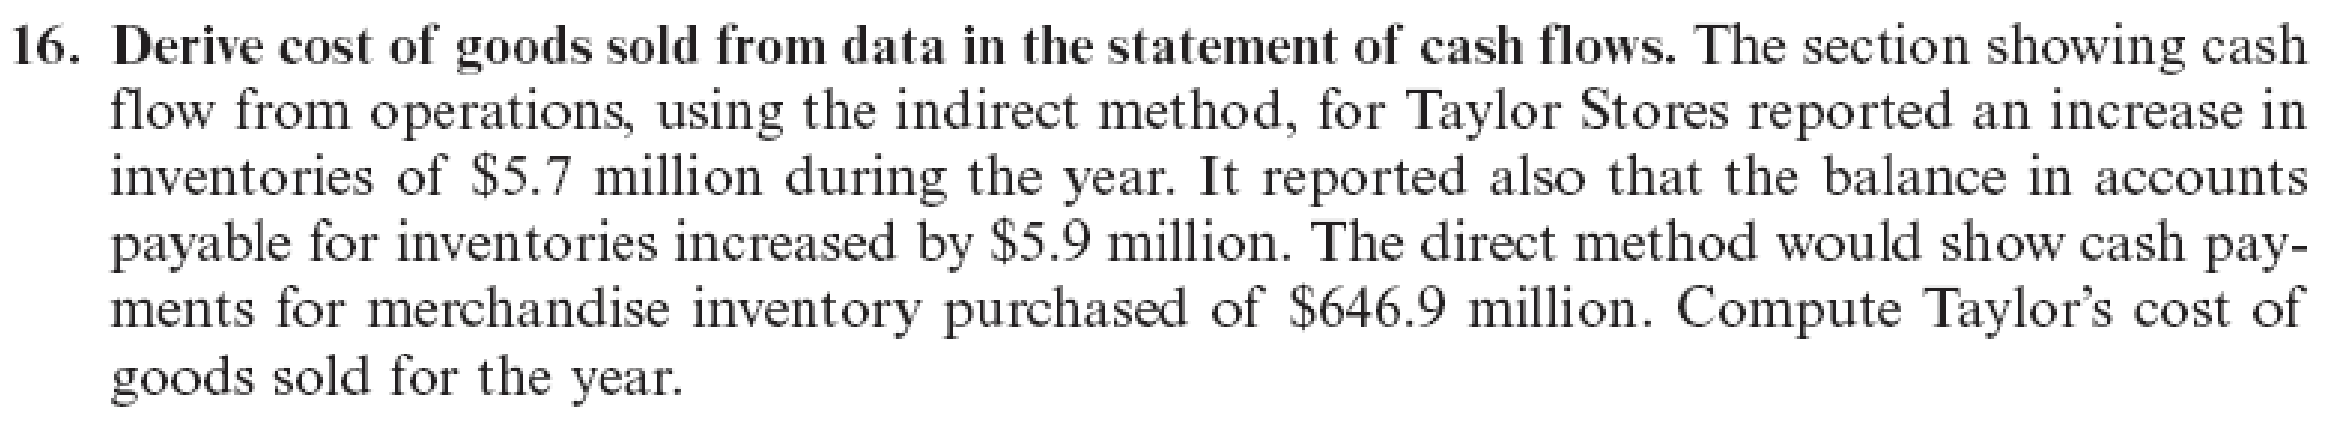 16. Derive cost of goods sold from data in the statement of cash flows. The section showing cash
flow from operations, using the indirect method, for Taylor Stores reported an increase in
inventories of $5.7 million during the year. It reported also that the balance in accounts
payable for inventories increased by $5.9 million. The direct method would show cash pay-
ments for merchandise inventory purchased of $646.9 million. Compute Taylor's cost of
goods sold for the year.